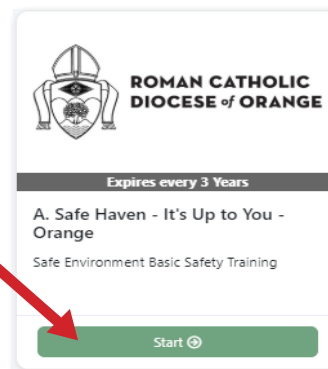 ROMAN CATHOLIC
DIOCESE of ORANGE
Expires every 3 Years
A. Safe Haven - It's Up to You -
Orange
Safe Environment Basic Safety Training
Start